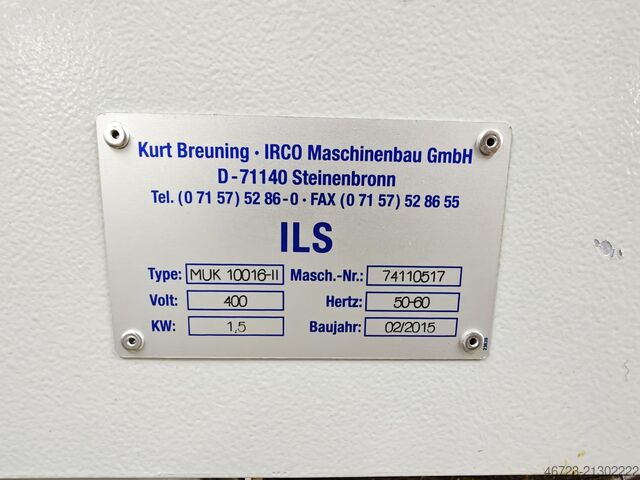 Kurt Breuning · IRCO Maschinenbau GmbH
D-71140 Steinenbronn
Tel. (0 71 57) 52 86-0 · FAX (0 71 57) 52 86 55
ILS
Type: MUK 10016-II Masch.-Nr.: 74110517
Volt: 400 Hertz: 50-60
KW: 1,5 Baujahr: 02/2015
46728-21302222